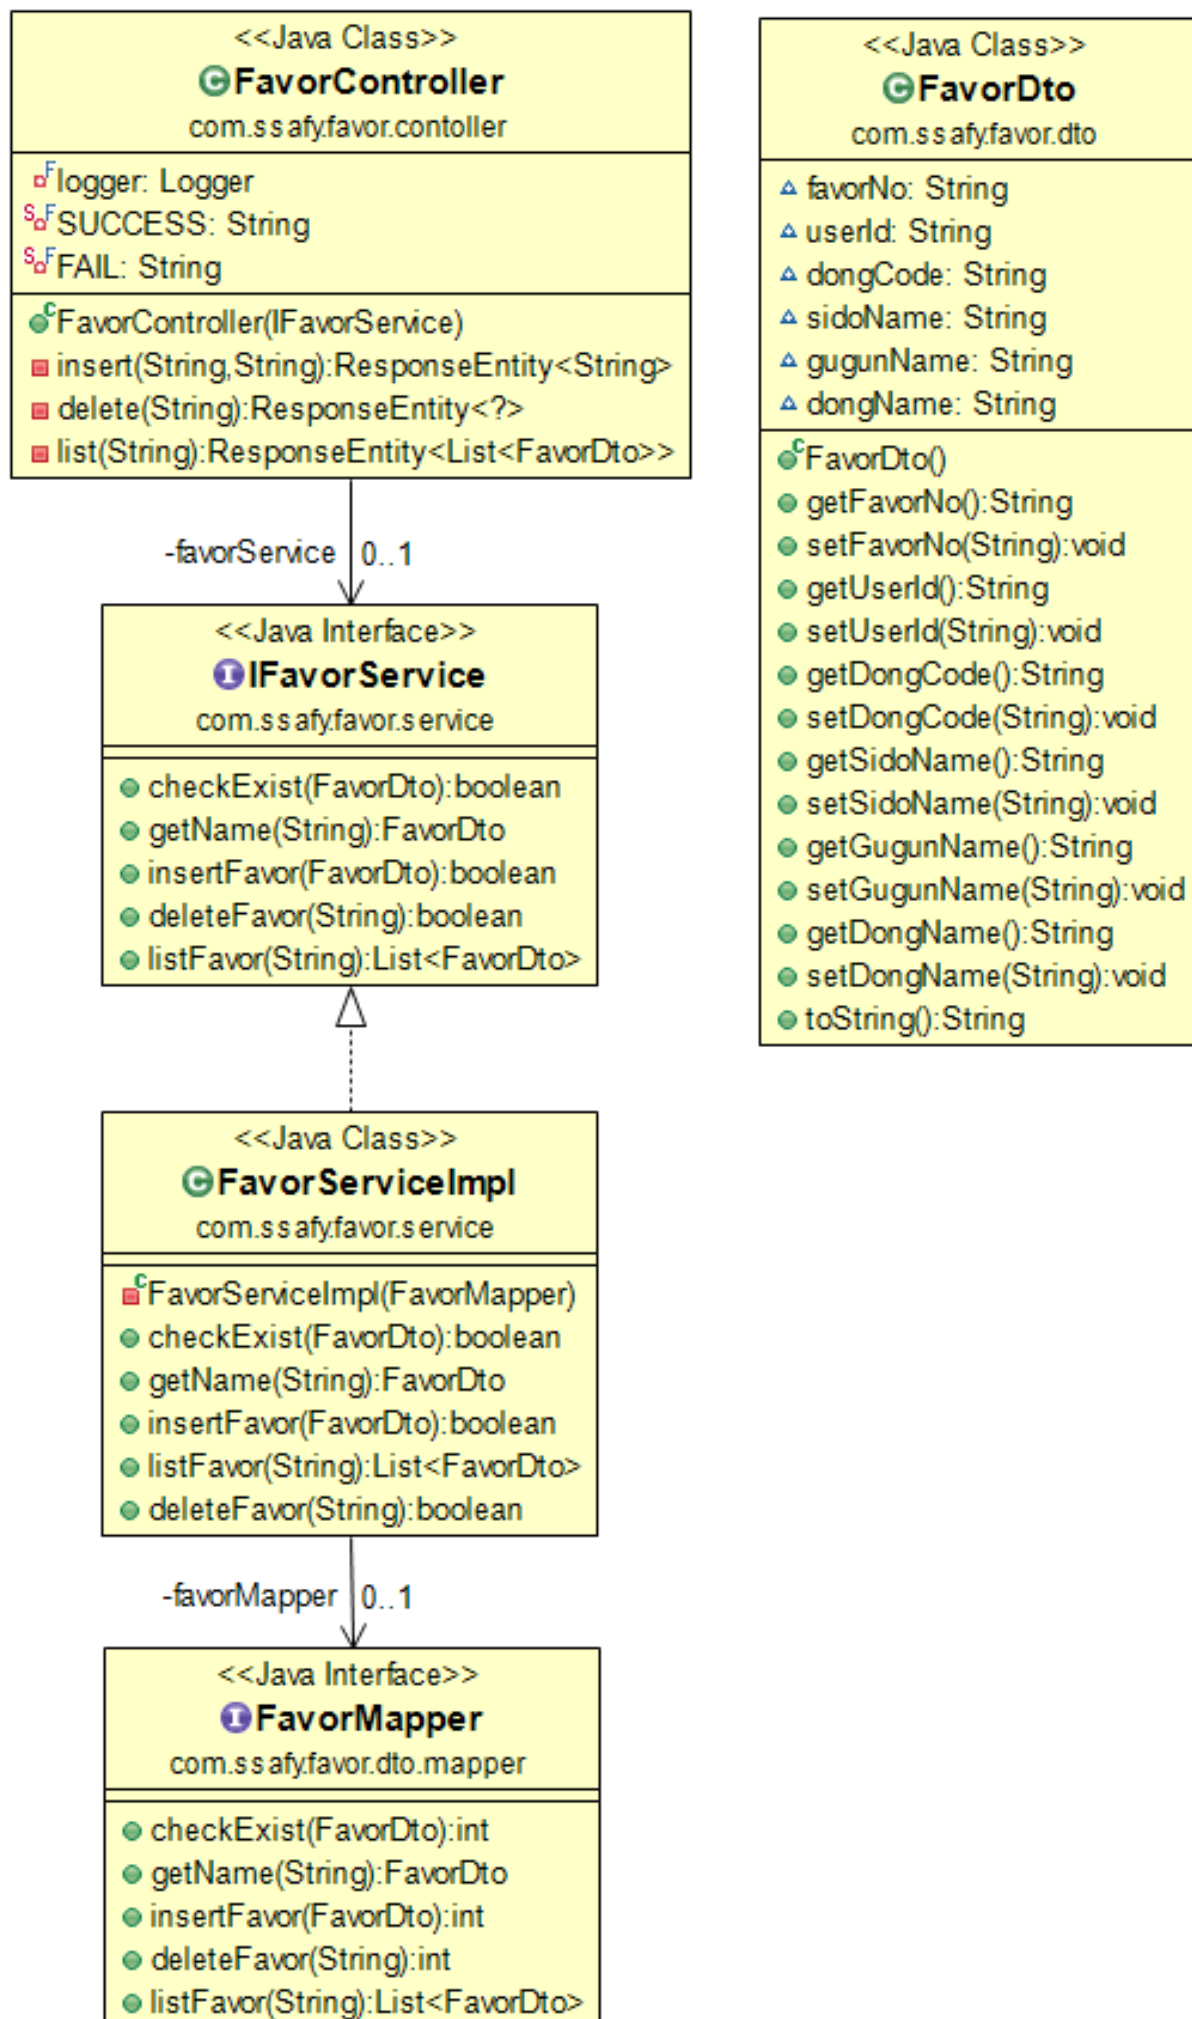 <<Java Class>>
FavorController
com.ssafy.favor.contoller
logger: Logger
SUCCESS: String
FAIL: String
FavorController(IFavorService)
insert(String,String):ResponseEntity<String>
delete(String):ResponseEntity<?>
list(String):ResponseEntity<List<FavorDto>>
-favorService 0..1
<<Java Interface>>
IFavorService
com.ssafy.favor.service
checkExist(FavorDto):boolean
getName(String):FavorDto
insertFavor(FavorDto):boolean
deleteFavor(String):boolean
listFavor(String):List<FavorDto>
<<Java Class>>
FavorServiceImpl
com.ssafy.favor.service
FavorServiceImpl(FavorMapper)
checkExist(FavorDto):boolean
getName(String):FavorDto
insertFavor(FavorDto):boolean
listFavor(String):List<FavorDto>
deleteFavor(String):boolean
-favorMapper 0..1
<<Java Interface>>
FavorMapper
com.ssafy.favor.dto.mapper
checkExist(FavorDto):int
getName(String):FavorDto
insertFavor(FavorDto):int
deleteFavor(String):int
listFavor(String):List<FavorDto>
<<Java Class>>
FavorDto
com.ssafy.favor.dto
favorNo: String
userId: String
dongCode: String
sidoName: String
gugunName: String
dongName: String
FavorDto()
getFavorNo():String
setFavorNo(String):void
getUserId():String
setUserId(String):void
getDongCode():String
setDongCode(String):void
getSidoName():String
setSidoName(String):void
getGugunName():String
setGugunName(String):void
getDongName():String
setDongName(String):void
toString():String